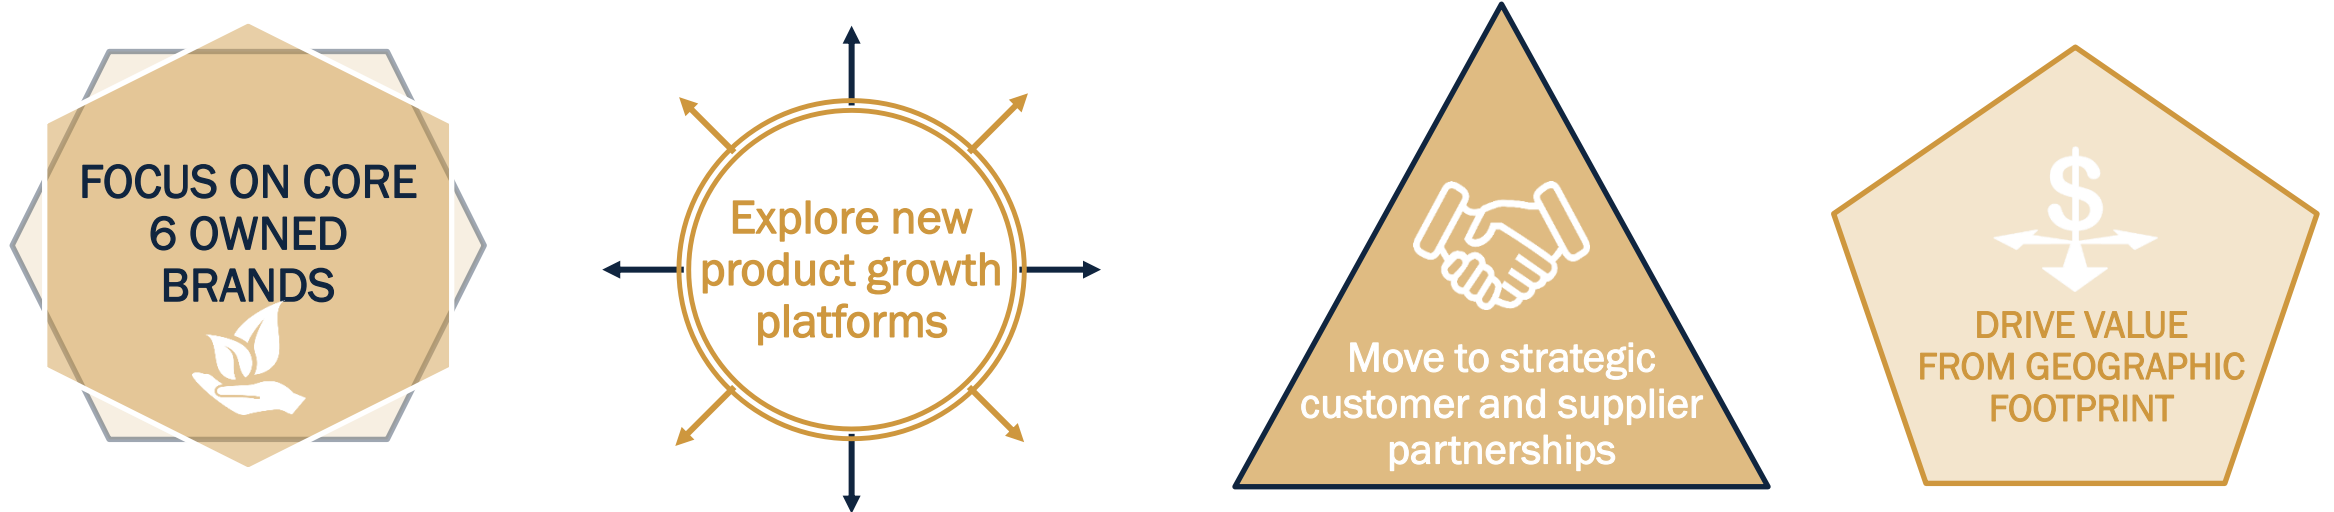 FOCUS ON CORE
6 OWNED
BRANDS
Explore new
product growth
platforms
Move to strategic
customer and supplier
partnerships
$
DRIVE VALUE
FROM GEOGRAPHIC
FOOTPRINT